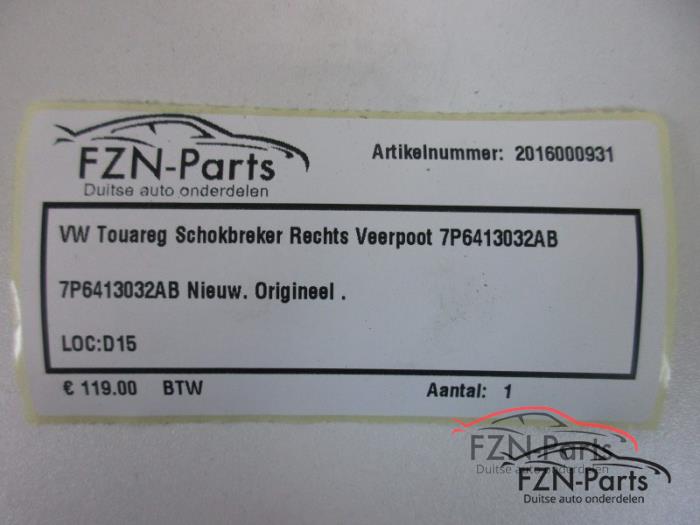 FZN-Parts
Duitse auto onderdelen
Artikelnummer: 2016000931
VW Touareg Schokbreker Rechts Veerpoot 7P6413032AB
7P6413032AB Nieuw. Origineel .
LOC:D15
€ 119.00 BTW
Aantal: 1
FZN-Parts
Duitse auto onderdelen
FZN-Parts
Duitse auto onderdelen